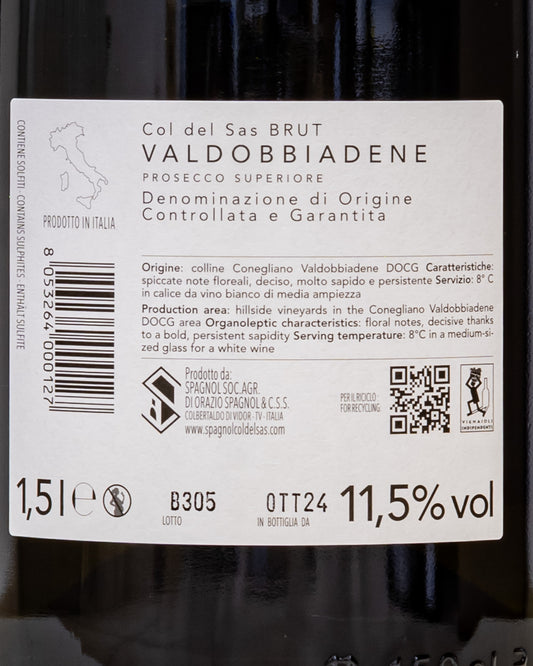 CONTIENE SOLFITI - CONTAINS SULPHITES - ENTHÄLT SULFITE
PRODOTTO IN ITALIA
8 053264 000127
Col del Sas BRUT
VALDOBBIADENE
PROSECCO SUPERIORE
Denominazione di Origine
Controllata e Garantita
Origine: colline Conegliano Valdobbiadene DOCG Caratteristiche:
spiccate note floreali, deciso, molto sapido e persistente Servizio: 8° C
in calice da vino bianco di media ampiezza
Production area: hillside vineyards in the Conegliano Valdobbiadene
DOCG area Organoleptic characteristics: floral notes, decisive thanks
to a bold, persistent sapidity Serving temperature: 8°C in a medium-si-
zed glass for a white wine
Prodotto da:
SPAGNOL SOC.AGR.
DI ORAZIO SPAGNOL & C.S.S.
COLBERTALDO DI VIDOR - TV - ITALIA
www.spagnolcoldelsas.com
PER IL RICICLO:
FOR RECYCLING:
VIGNAIOLI
INDIPENDENTI
1,5 l e
B305
LOTTO
OTT24
IN BOTTIGLIA DA
11,5% vol